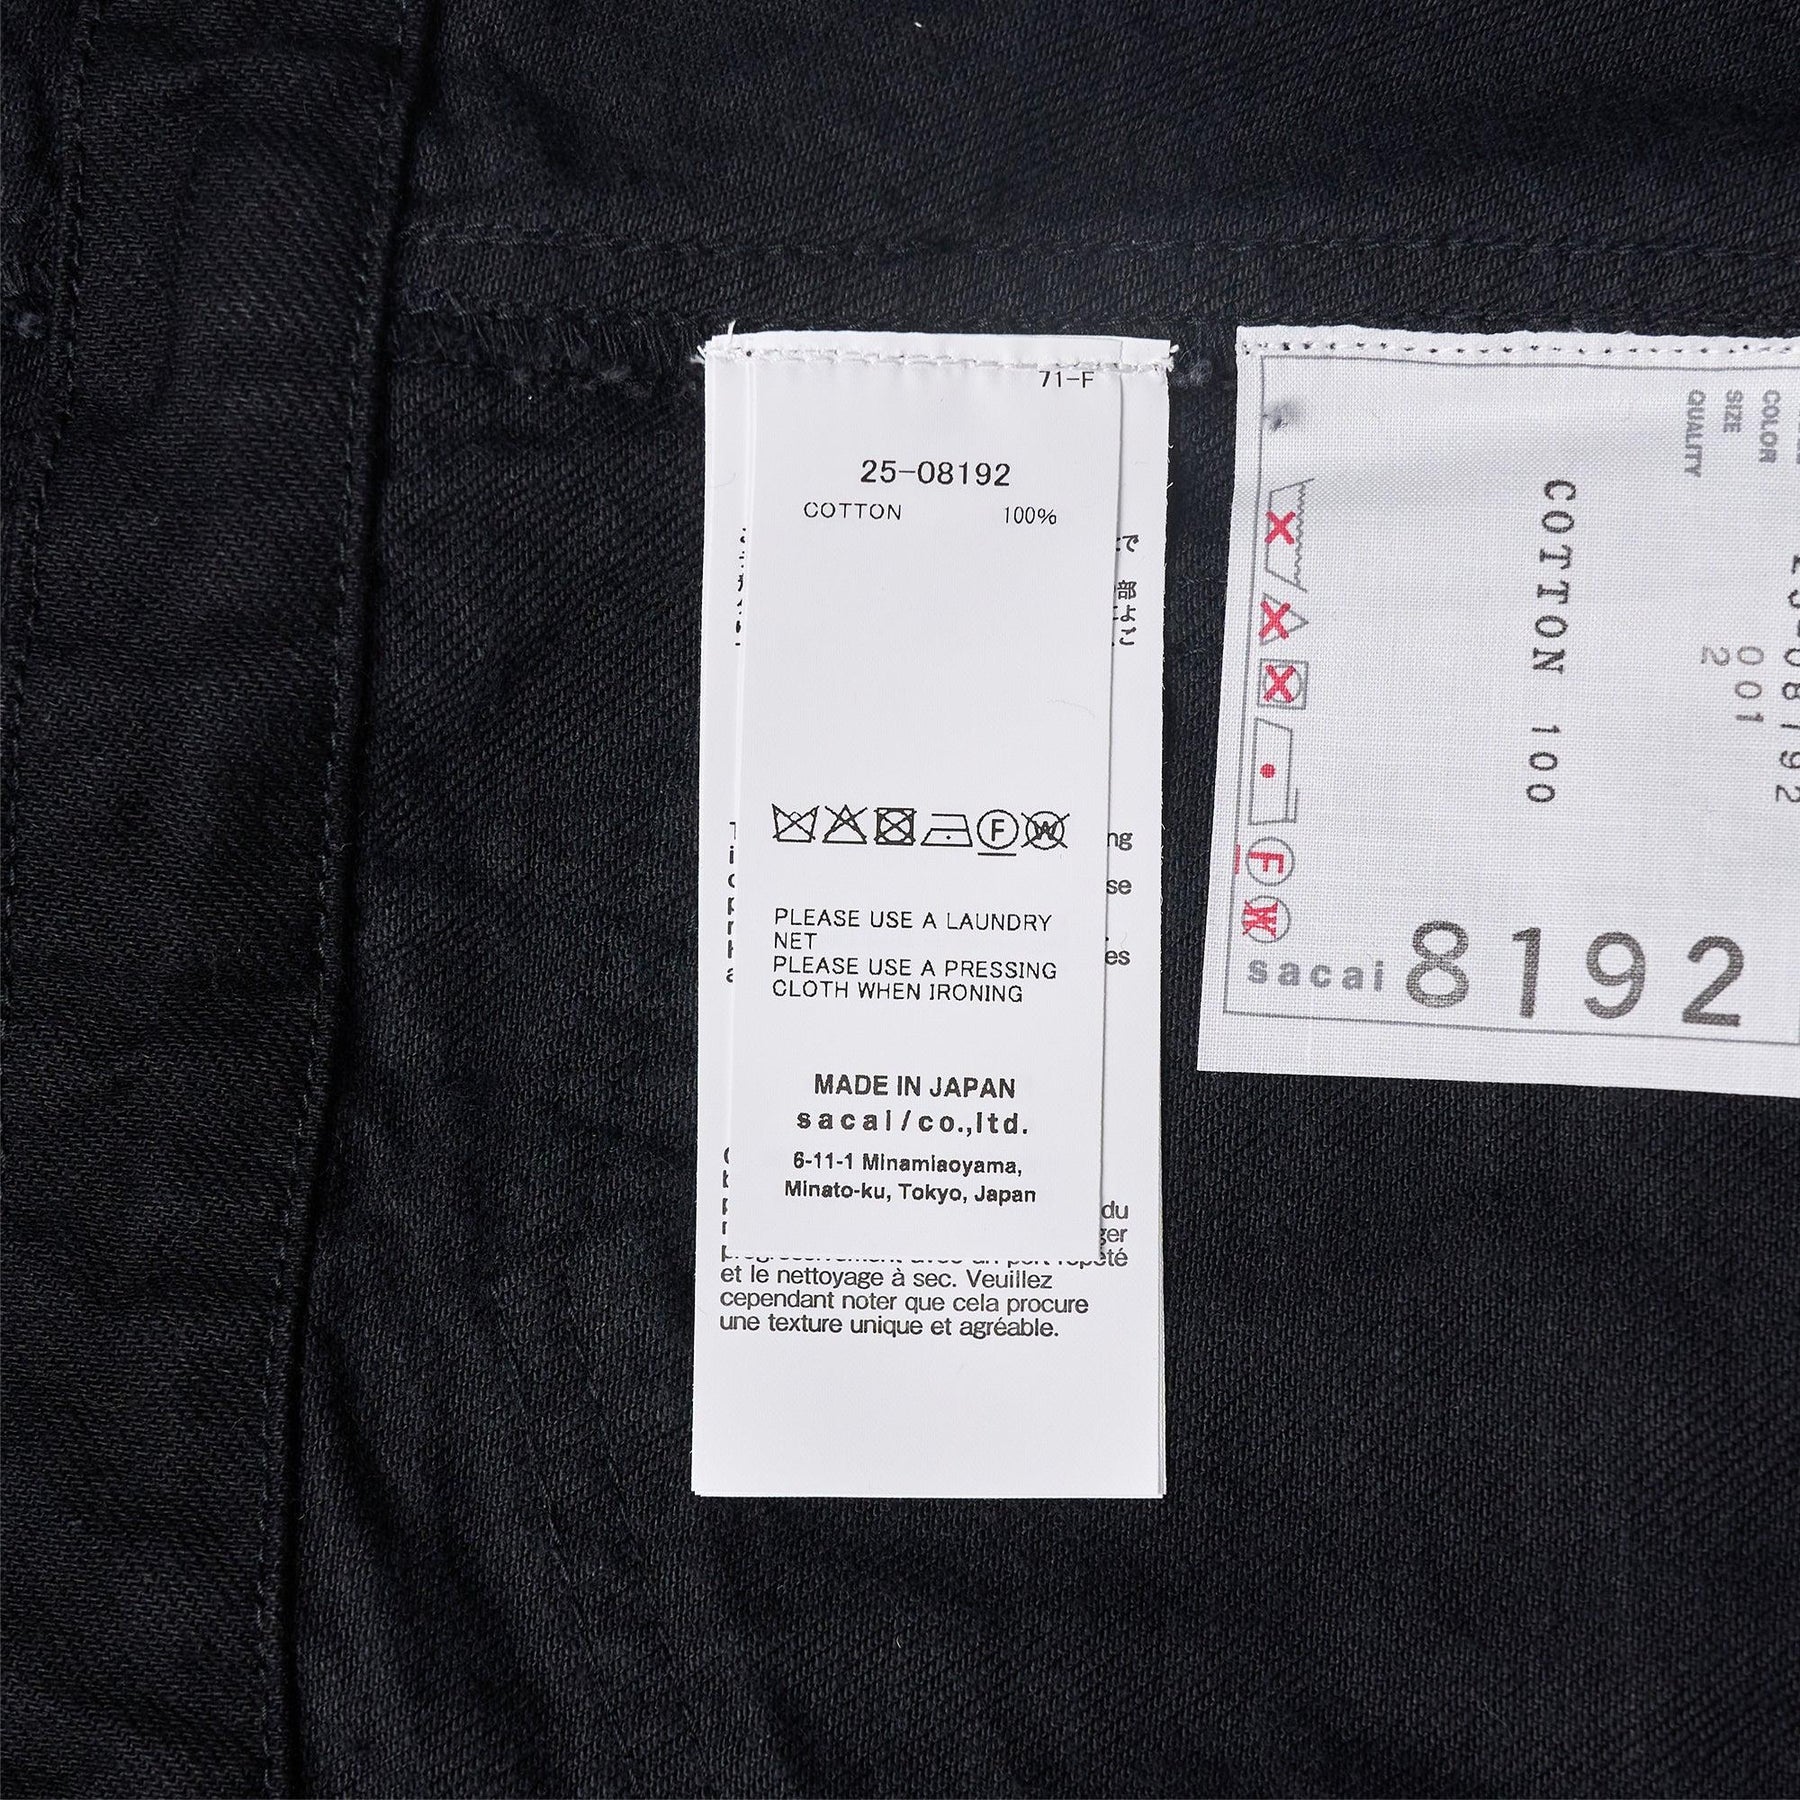 71-F
25-08192
COTTON 100%
F
W
PLEASE USE A LAUNDRY
NET
PLEASE USE A PRESSING
CLOTH WHEN IRONING
MADE IN JAPAN
sacai/co.,ltd.
6-11-1 Minamiaoyama,
Minato-ku, Tokyo, Japan
du
et le nettoyage à sec. Veuillez
cependant noter que cela procure
une texture unique et agréable.
COLOR 001
SIZE 2
QUALITY
COTTON 100
F
W
sacai 8192